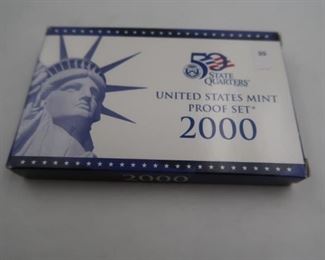 50
STATE
QUARTERS
UNITED STATES MINT
PROOF SET
2000
2000